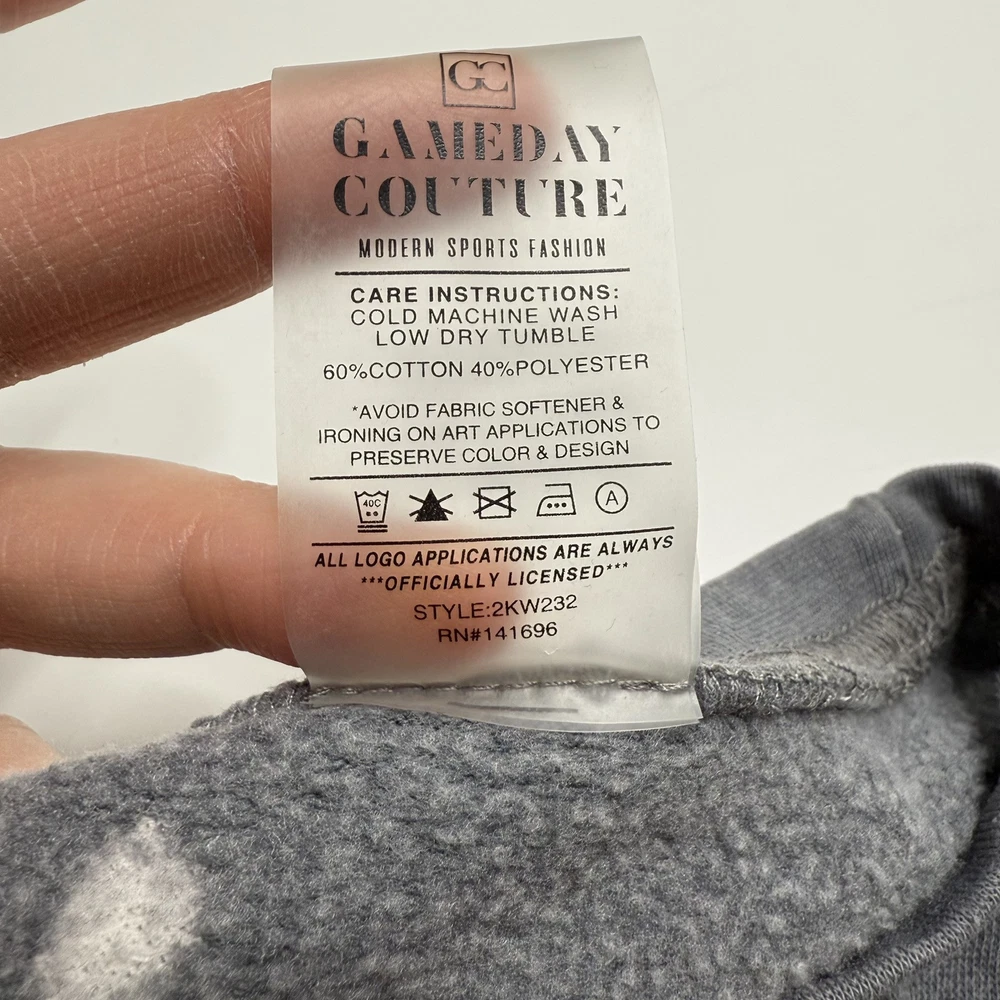 GC
GAMEDAY
COUTURE
MODERN SPORTS FASHION
CARE INSTRUCTIONS:
COLD MACHINE WASH
LOW DRY TUMBLE
60%COTTON 40%POLYESTER
*AVOID FABRIC SOFTENER &
IRONING ON ART APPLICATIONS TO
PRESERVE COLOR & DESIGN
40C A
ALL LOGO APPLICATIONS ARE ALWAYS
***OFFICIALLY LICENSED***
STYLE:2KW232
RN#141696